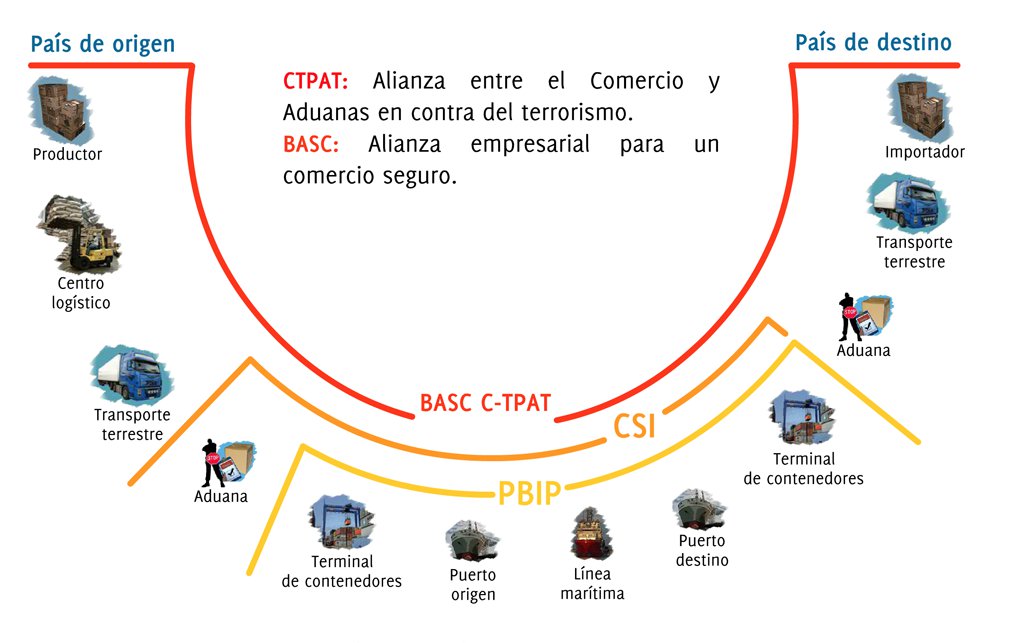 País de origen
País de destino
CTPAT: Alianza entre el Comercio y
Aduanas en contra del terrorismo.
BASC: Alianza empresarial para un
comercio seguro.
Productor
Centro
logístico
Transporte
terrestre
STOP
Aduana
Terminal
de contenedores
Puerto
origen
Línea
marítima
Puerto
destino
Terminal
de contenedores
STOP
Aduana
Transporte
terrestre
Importador
BASC C-TPAT
CSI
PBIP